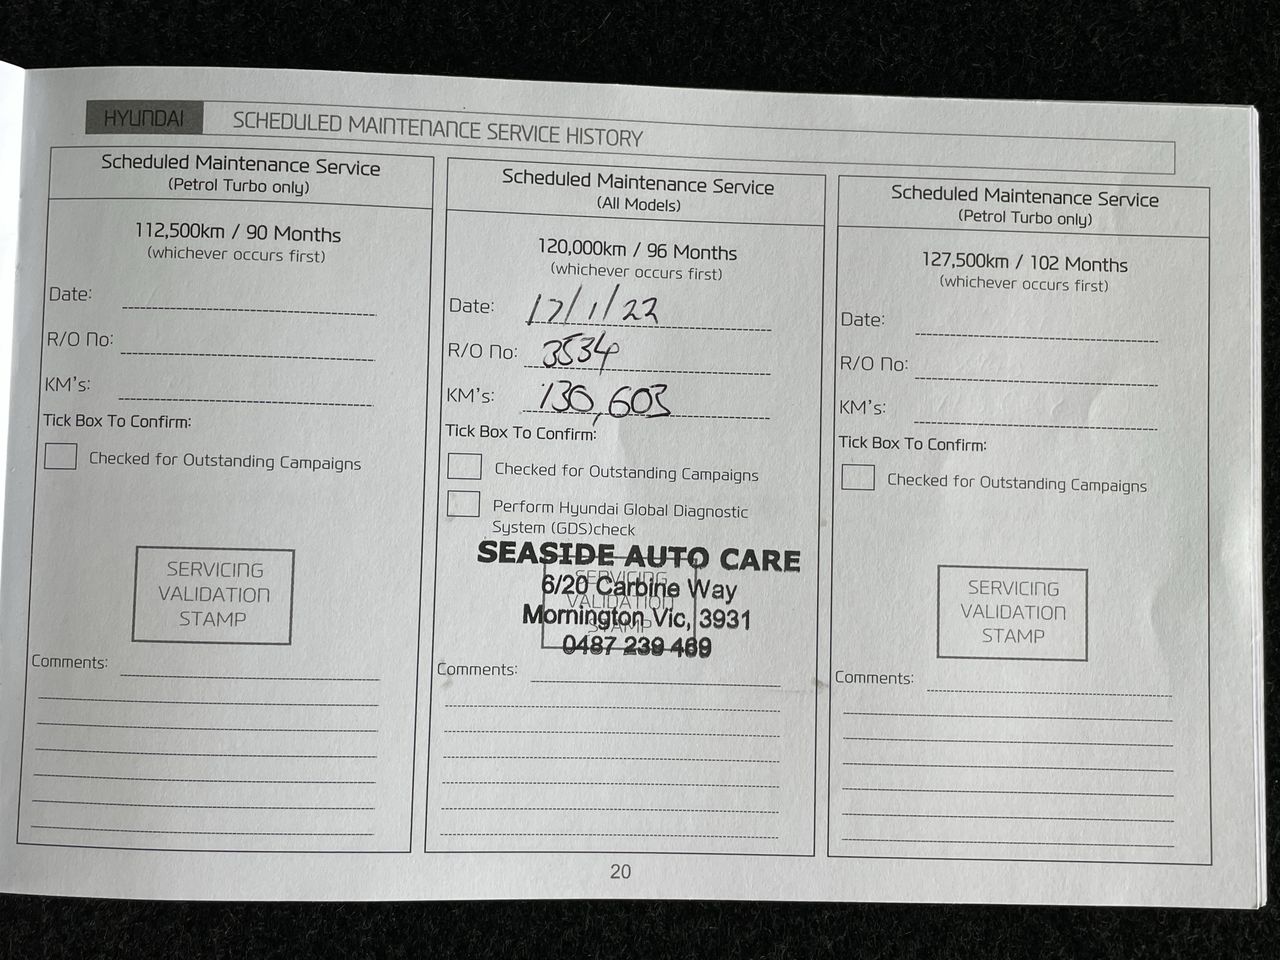 HYUNDAI
SCHEDULED MAINTENANCE SERVICE HISTORY
Scheduled Maintenance Service
(Petrol Turbo only)
112,500km / 90 Months
(whichever occurs first)
Date:
R/O No:
KM's:
Tick Box To Confirm:
Checked for Outstanding Campaigns
SERVICING
VALIDATION
STAMP
Comments:
Scheduled Maintenance Service
(All Models)
120,000km / 96 Months
(whichever occurs first)
Date: 17/1/22
R/O No: 3534
KM's: 130,603
Tick Box To Confirm:
Checked for Outstanding Campaigns
Perform Hyundai Global Diagnostic
System (GDS)check
SEASIDE AUTO CARE
SERVICING
6/20 Carbine Way
VALIDATION
Mornington Vic, 3931
STAMP
0487 239 469
Comments:
Scheduled Maintenance Service
(Petrol Turbo only)
127,500km / 102 Months
(whichever occurs first)
Date:
R/O No:
KM's:
Tick Box To Confirm:
Checked for Outstanding Campaigns
SERVICING
VALIDATION
STAMP
Comments:
20